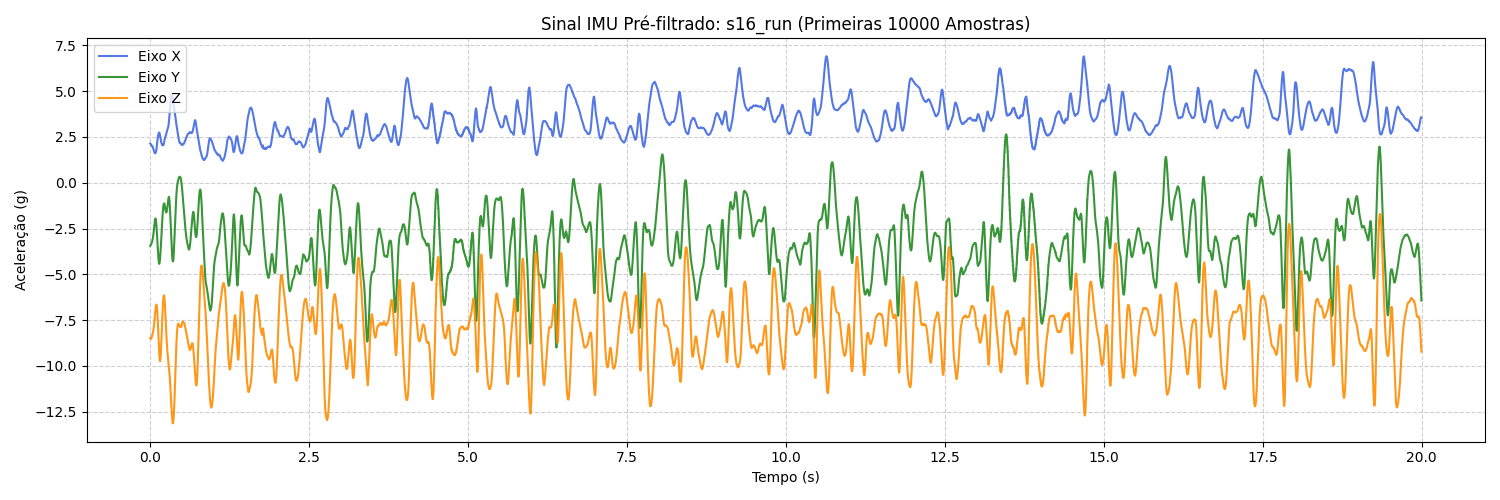 Sinal IMU Pré-filtrado: s16_run (Primeiras 10000 Amostras)
Eixo X
Eixo Y
Eixo Z
Aceleração (g)
7.5
5.0
2.5
0.0
−2.5
−5.0
−7.5
−10.0
−12.5
0.0 2.5 5.0 7.5 10.0 12.5 15.0 17.5 20.0
Tempo (s)